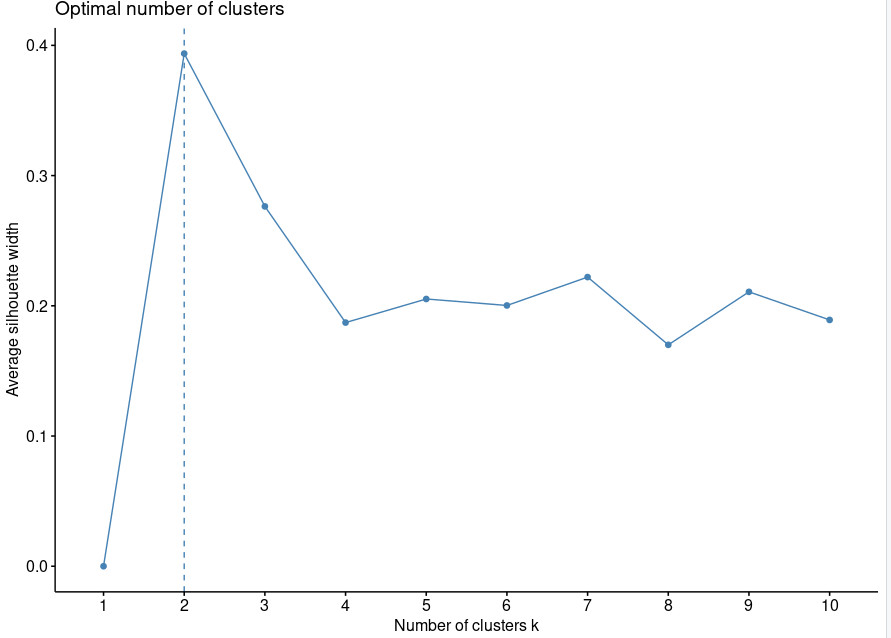 Optimal number of clusters
0.4
0.3
0.2
0.1
0.0
Average silhouette width
1 2 3 4 5 6 7 8 9 10
Number of clusters k